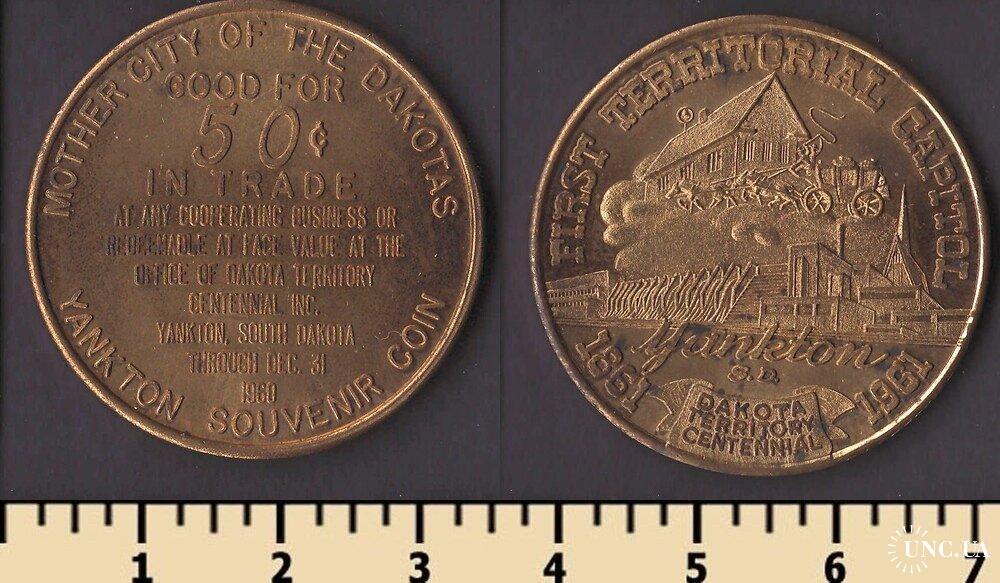 MOTHER CITY OF THE DAKOTAS
GOOD FOR
50¢
IN TRADE
AT ANY COOPERATING BUSINESS OR
REDEEMABLE AT FACE VALUE AT THE
OFFICE OF DAKOTA TERRITORY
CENTENNIAL INC.
YANKTON, SOUTH DAKOTA
THROUGH DEC. 31
1960
YANKTON SOUVENIR COIN
FIRST TERRITORIAL CAPITOL
Yankton
S.D.
1861 1961
DAKOTA
TERRITORY
CENTENNIAL
1 2 3 4 5 6 7
UNC.UA